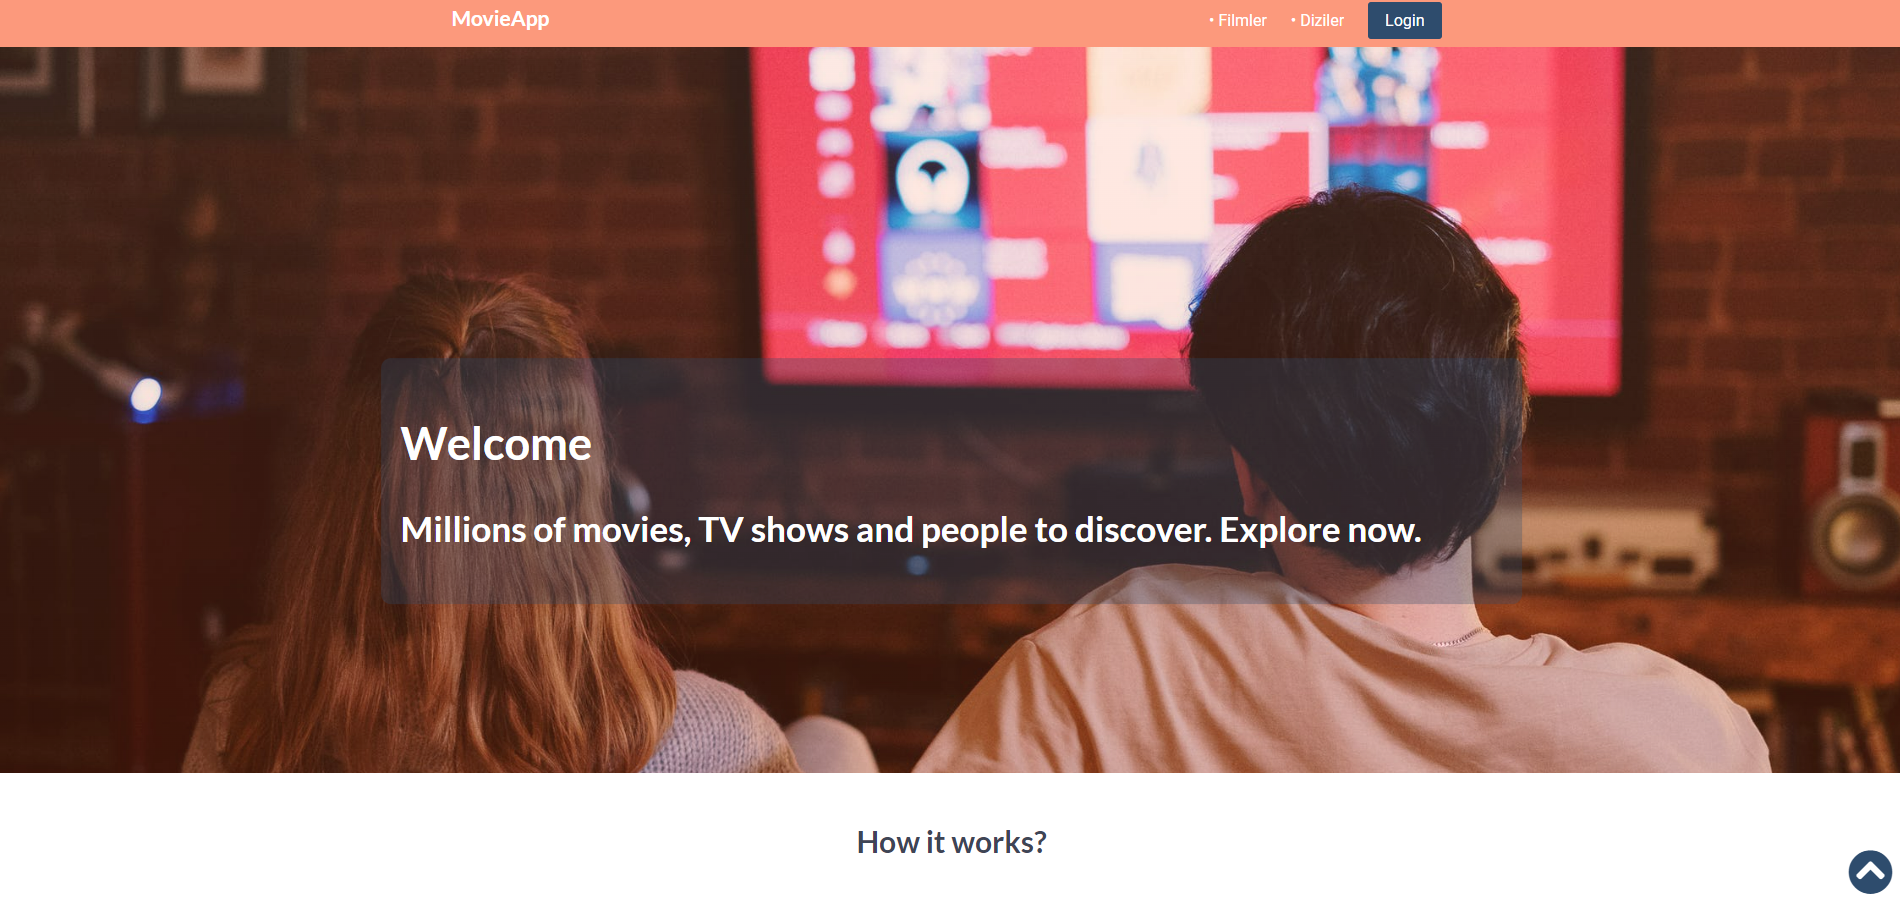 MovieApp
• Filmler
• Diziler
Login
Welcome
Millions of movies, TV shows and people to discover. Explore now.
How it works?